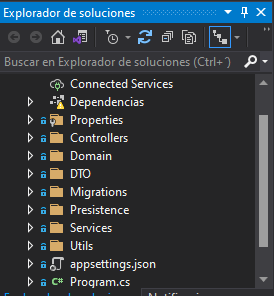 Explorador de soluciones
Buscar en Explorador de soluciones (Ctrl+´)
Connected Services
Dependencias
Properties
Controllers
Domain
DTO
Migrations
Presistence
Services
Utils
appsettings.json
C# Program.cs